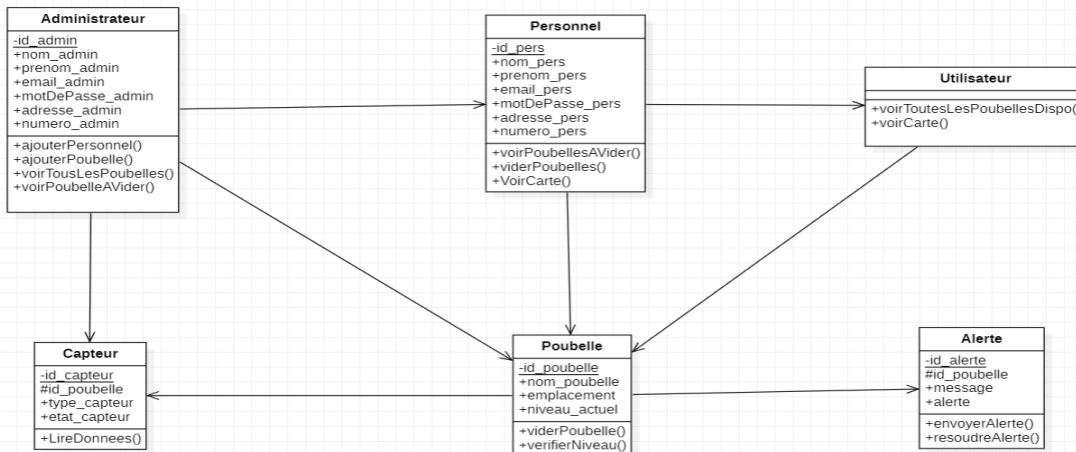 Administrateur
-id_admin
+nom_admin
+prenom_admin
+email_admin
+motDePasse_admin
+adresse_admin
+numero_admin
+ajouterPersonnel()
+ajouterPoubelle()
+voirTousLesPoubelles()
+voirPoubelleAVider()
Personnel
-id_pers
+nom_pers
+prenom_pers
+email_pers
+motDePasse_pers
+adresse_pers
+numero_pers
+voirPoubellesAVider()
+viderPoubelles()
+VoirCarte()
Utilisateur
+voirToutesLesPoubellesDispo(
+voirCarte()
Capteur
-id_capteur
#id_poubelle
+type_capteur
+etat_capteur
+LireDonnees()
Poubelle
-id_poubelle
+nom_poubelle
+emplacement
+niveau_actuel
+viderPoubelle()
+verifierNiveau()
Alerte
-id_alerte
#id_poubelle
+message
+alerte
+envoyerAlerte()
+resoudreAlerte()